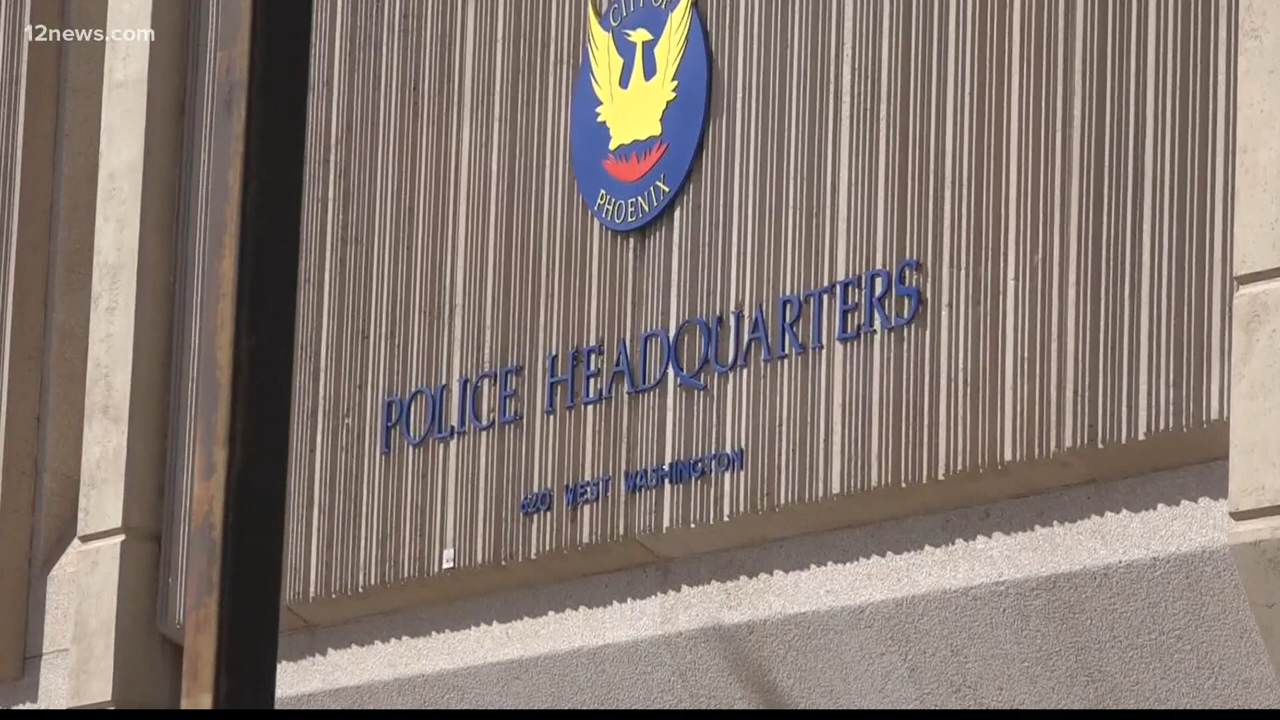 12news.com
CITY OF
PHOENIX
POLICE HEADQUARTERS
620 WEST WASHINGTON